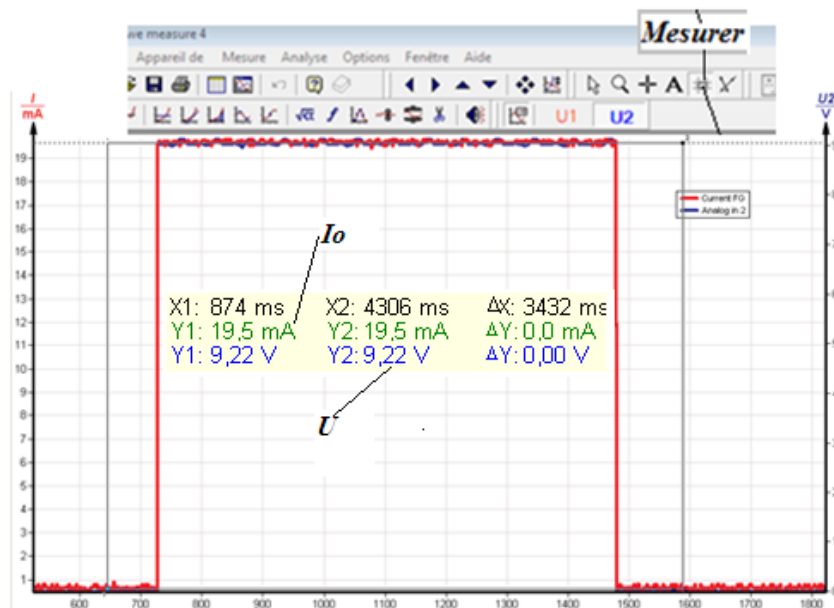 we measure 4
Mesurer
Appareil de Mesure Analyse Options Fenêtre Aide
U1 U2
I
mA
U2
V
19
18
17
16
15
14
13
12
11
10
9
8
7
6
5
4
3
2
1
Current FG
Analog in 2
Io
X1: 874 ms X2: 4306 ms ΔX: 3432 ms
Y1: 19,5 mA Y2: 19,5 mA ΔY: 0,0 mA
Y1: 9,22 V Y2: 9,22 V ΔY: 0,00 V
U
600 700 800 900 1000 1100 1200 1300 1400 1500 1600 1700 1800